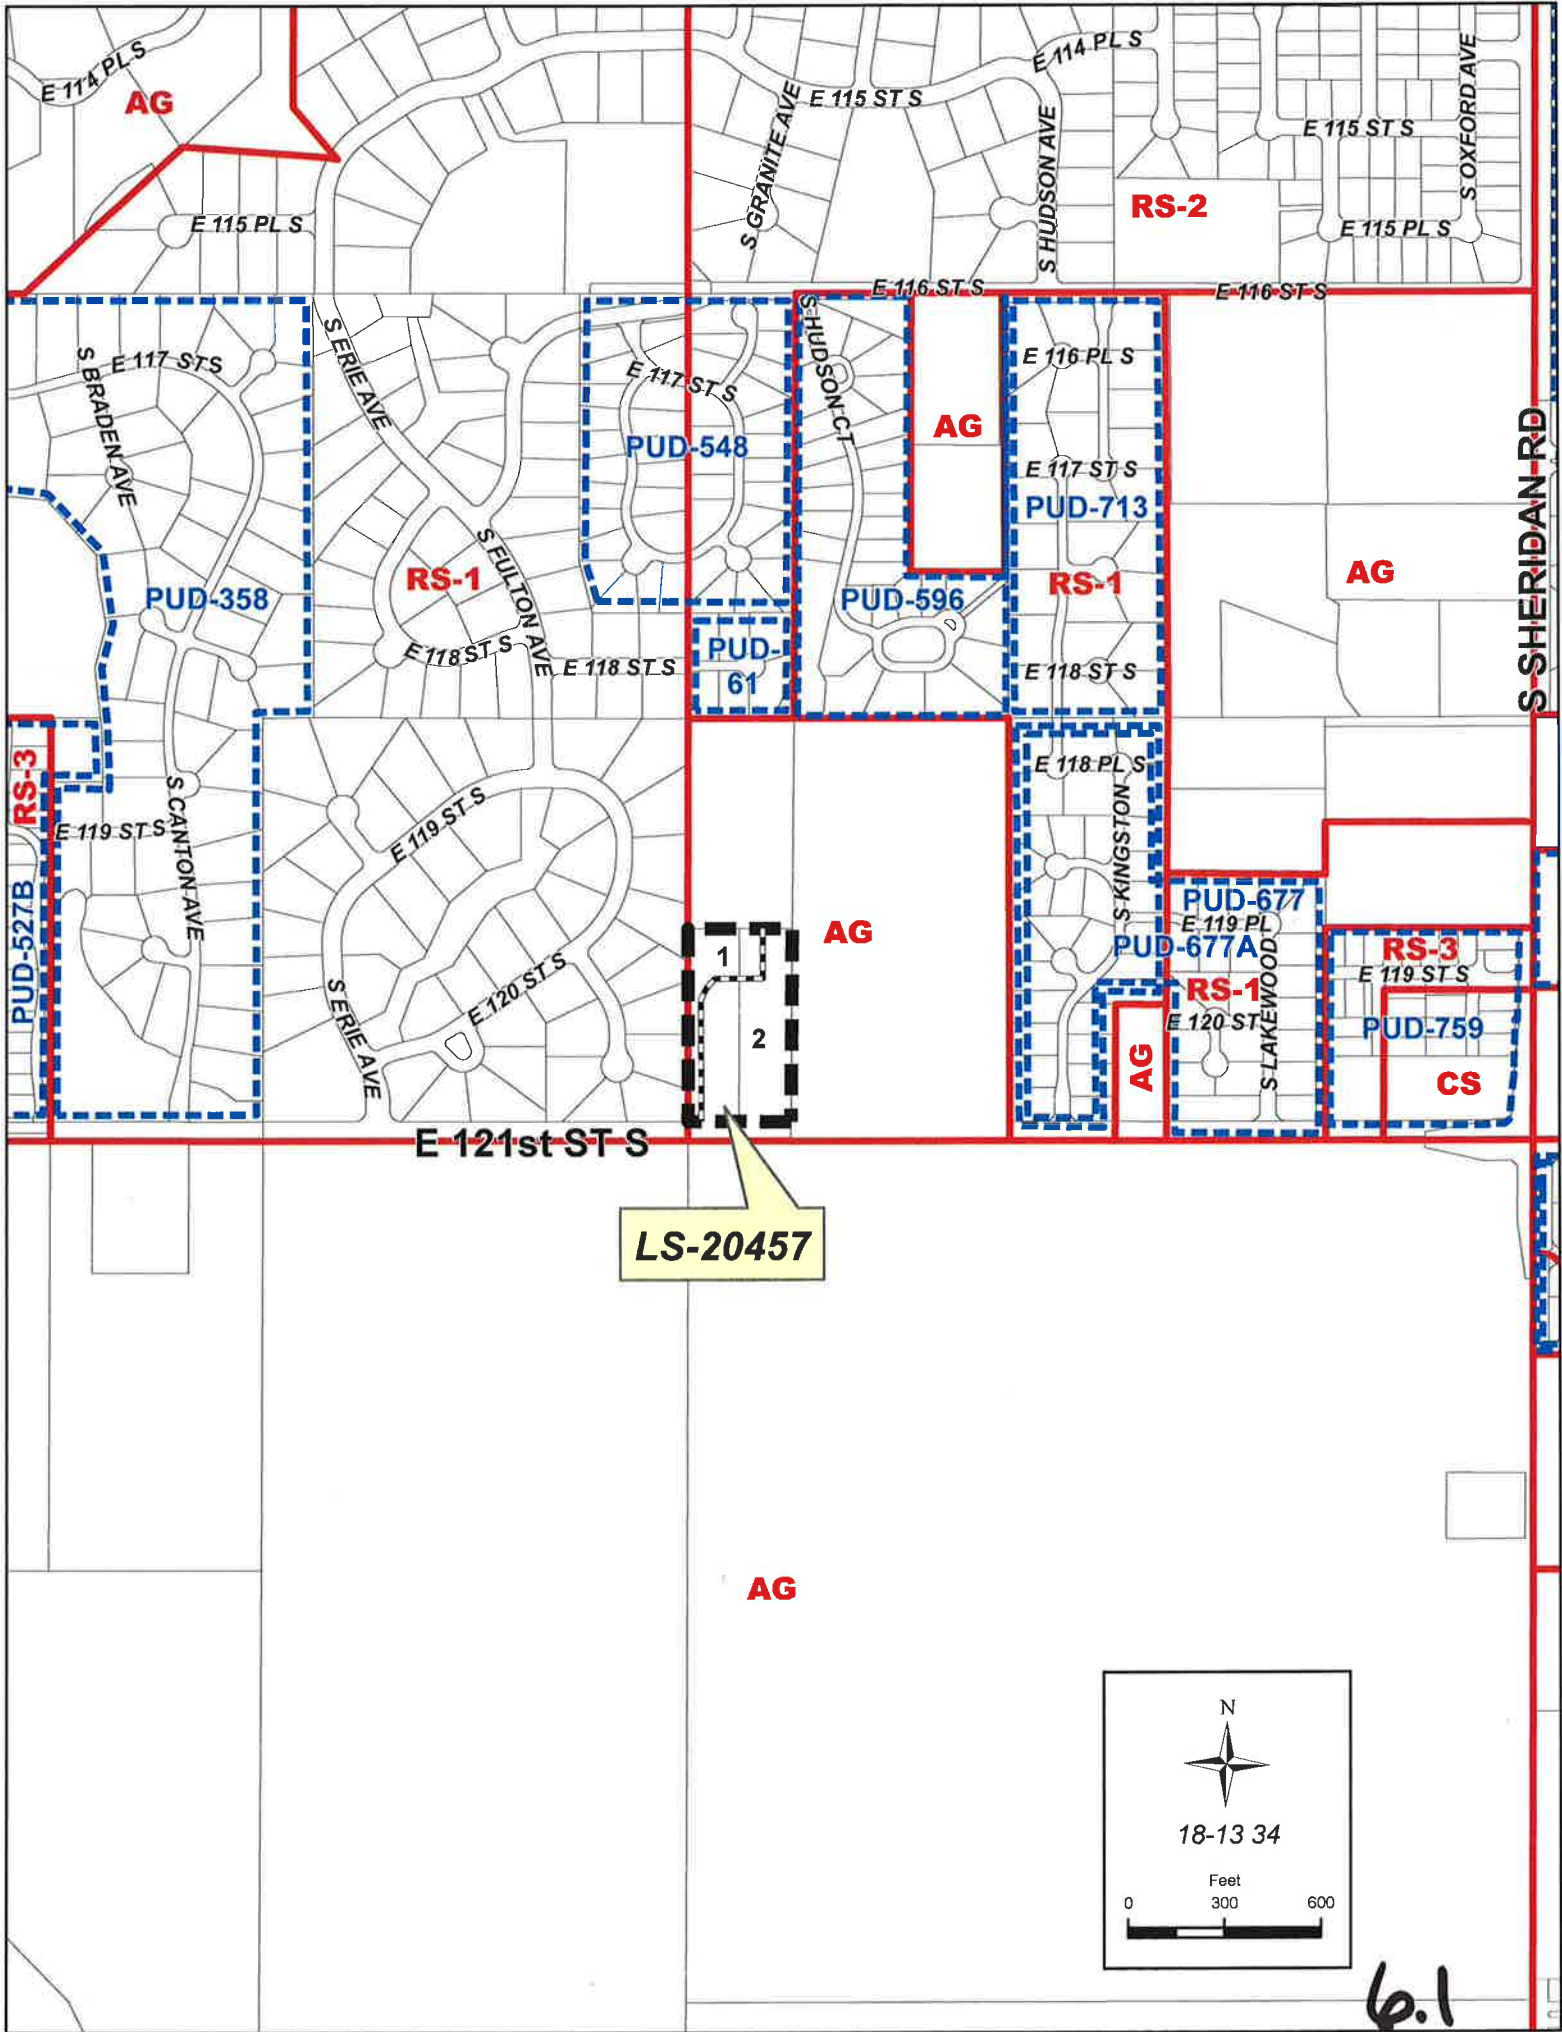 E 114 PL S
AG
E 115 PL S
S GRANITE AVE
E 115 ST S
E 114 PL S
S HUDSON AVE
RS-2
E 115 ST S
S OXFORD AVE
E 115 PL S
E 116 ST S
E 116 ST S
S BRADEN AVE
E 117 ST S
S ERIE AVE
E 117 ST S
PUD-548
S HUDSON CT
AG
E 116 PL S
E 117 ST S
PUD-713
RS-1
E 118 ST S
AG
S SHERIDAN RD
PUD-358
RS-1
S FULTON AVE
E 118 ST S
E 118 ST S
PUD-
61
PUD-596
RS-3
PUD-527B
E 119 ST S
S CANTON AVE
E 119 ST S
S ERIE AVE
E 120 ST S
1
2
AG
E 118 PL S
S KINGSTON
PUD-677
E 119 PL
PUD-677A
RS-1
E 120 ST
S LAKEWOOD
AG
RS-3
E 119 ST S
PUD-759
CS
E 121st ST S
LS-20457
AG
N
18-13 34
Feet
0 300 600
6.1